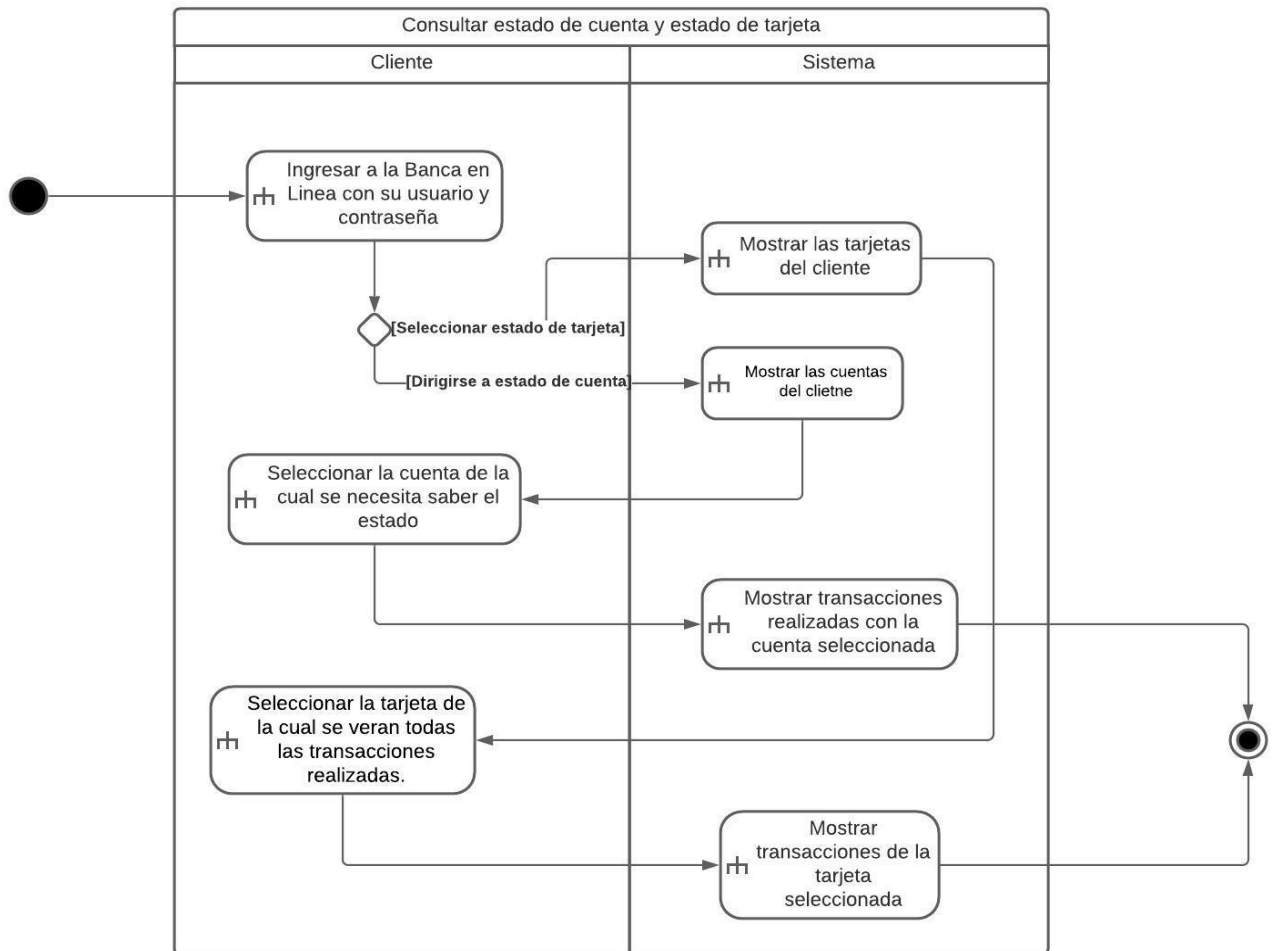 Consultar estado de cuenta y estado de tarjeta
Cliente
Sistema
Ingresar a la Banca en
Linea con su usuario y
contraseña
Mostrar las tarjetas
del cliente
[Seleccionar estado de tarjeta]
[Dirigirse a estado de cuenta]
Mostrar las cuentas
del clietne
Seleccionar la cuenta de la
cual se necesita saber el
estado
Mostrar transacciones
realizadas con la
cuenta seleccionada
Seleccionar la tarjeta de
la cual se veran todas
las transacciones
realizadas.
Mostrar
transacciones de la
tarjeta
seleccionada